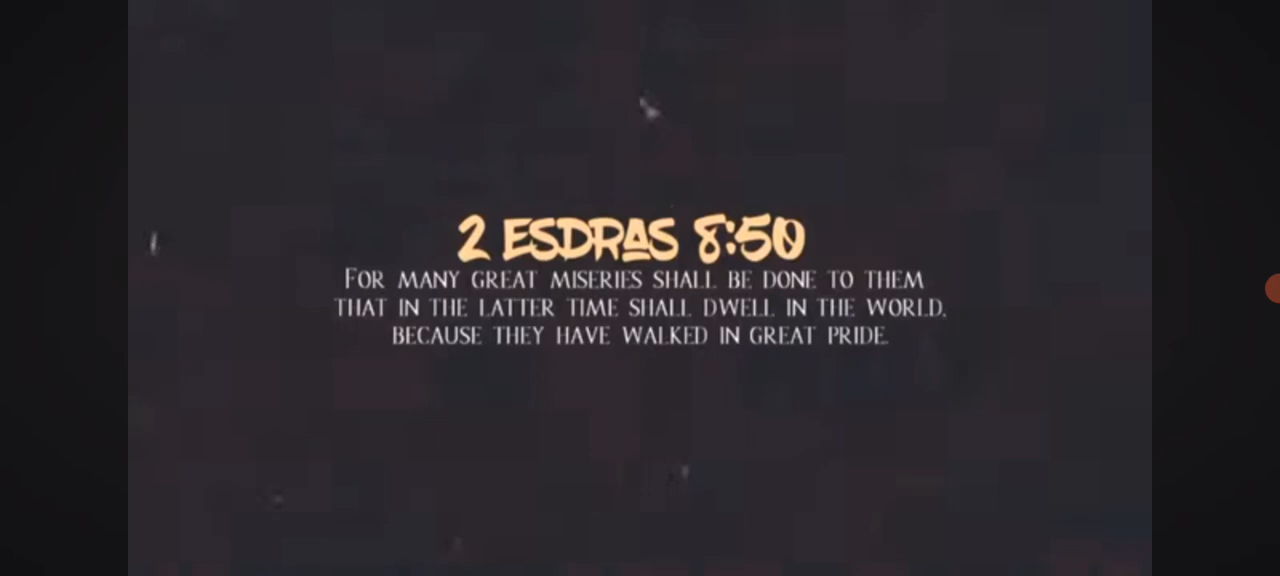 2 ESDRAS 8:50
FOR MANY GREAT MISERIES SHALL BE DONE TO THEM
THAT IN THE LATTER TIME SHALL DWELL IN THE WORLD,
BECAUSE THEY HAVE WALKED IN GREAT PRIDE.